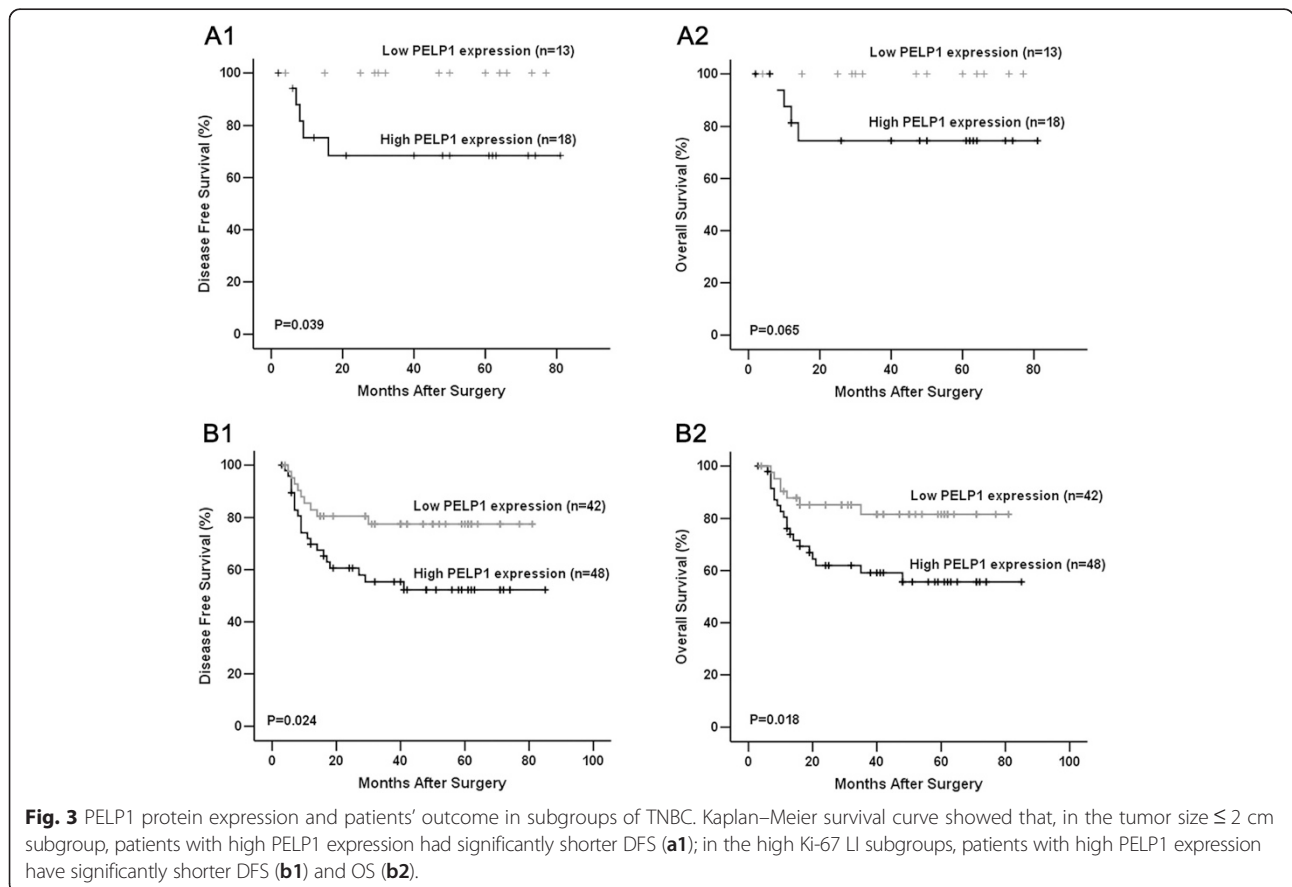 A1
Low PELP1 expression (n=13)
High PELP1 expression (n=18)
Disease Free Survival (%)
100
80
60
40
20
0
P=0.039
0 20 40 60 80
Months After Surgery
A2
Low PELP1 expression (n=13)
High PELP1 expression (n=18)
Overall Survival (%)
100
80
60
40
20
0
P=0.065
0 20 40 60 80
Months After Surgery
B1
Low PELP1 expression (n=42)
High PELP1 expression (n=48)
Disease Free Survival (%)
100
80
60
40
20
0
P=0.024
0 20 40 60 80 100
Months After Surgery
B2
Low PELP1 expression (n=42)
High PELP1 expression (n=48)
Overall Survival (%)
100
80
60
40
20
0
P=0.018
0 20 40 60 80 100
Months After Surgery
Fig. 3 PELP1 protein expression and patients' outcome in subgroups of TNBC. Kaplan–Meier survival curve showed that, in the tumor size ≤ 2 cm
subgroup, patients with high PELP1 expression had significantly shorter DFS (a1); in the high Ki-67 LI subgroups, patients with high PELP1 expression
have significantly shorter DFS (b1) and OS (b2).